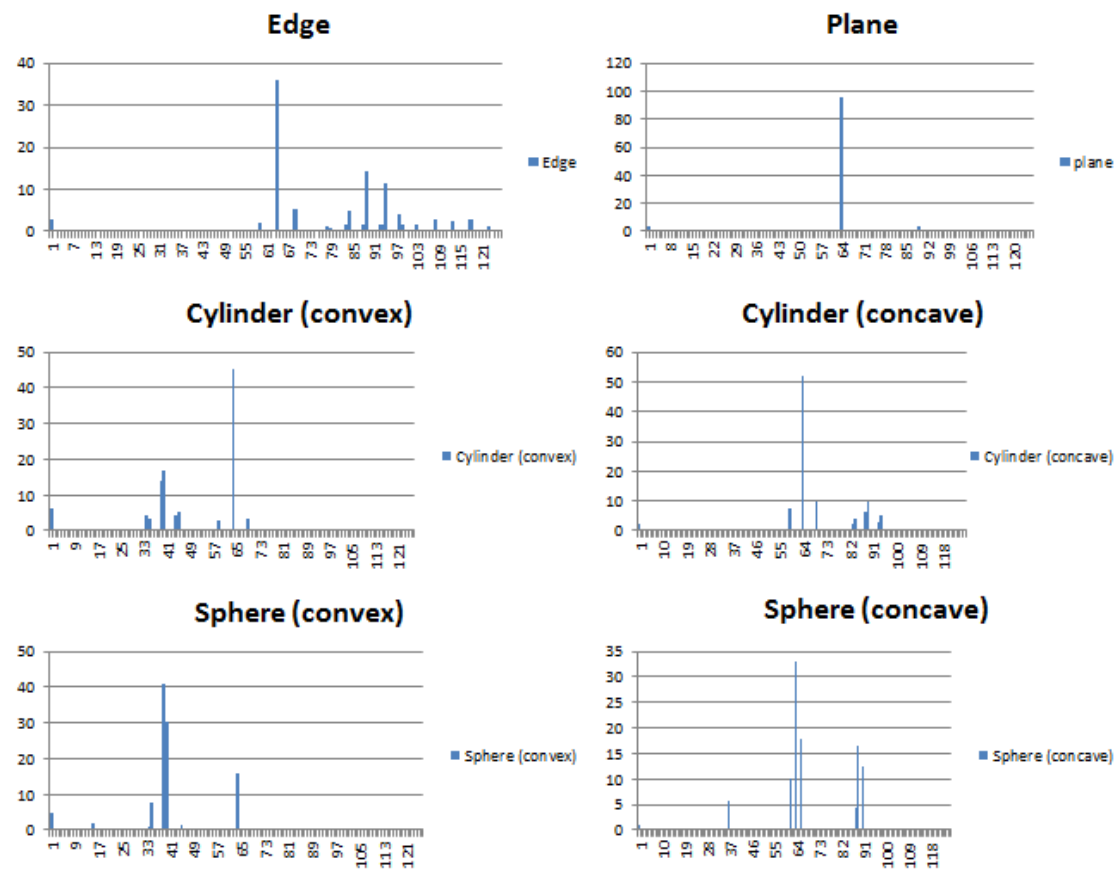 Edge
40
30
20
10
0
1 7 13 19 25 31 37 43 49 55 61 67 73 79 85 91 97 103 109 115 121
Edge
Plane
120
100
80
60
40
20
0
1 8 15 22 29 36 43 50 57 64 71 78 85 92 99 106 113 120
plane
Cylinder (convex)
50
40
30
20
10
0
1 9 17 25 33 41 49 57 65 73 81 89 97 105 113 121
Cylinder (convex)
Cylinder (concave)
60
50
40
30
20
10
0
1 10 19 28 37 46 55 64 73 82 91 100 109 118
Cylinder (concave)
Sphere (convex)
50
40
30
20
10
0
1 9 17 25 33 41 49 57 65 73 81 89 97 105 113 121
Sphere (convex)
Sphere (concave)
35
30
25
20
15
10
5
0
1 10 19 28 37 46 55 64 73 82 91 100 109 118
Sphere (concave)